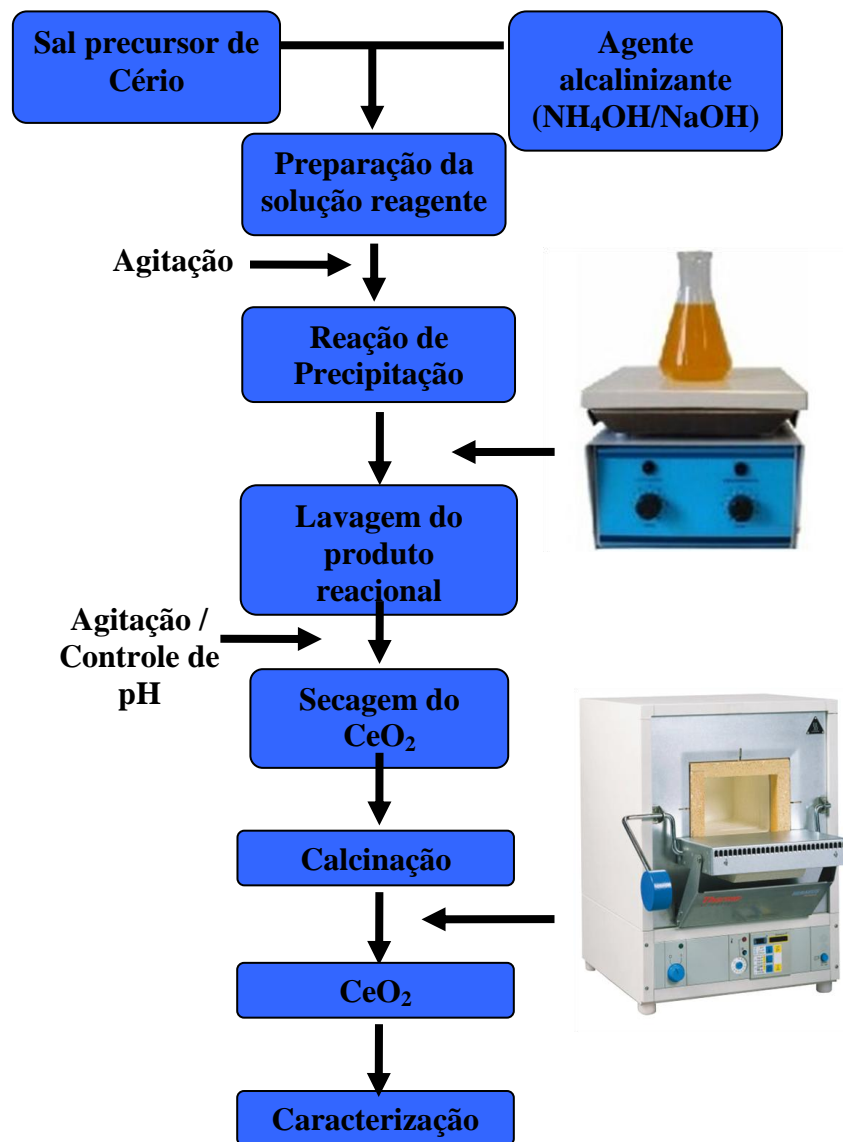 Sal precursor de
Cério
Agente
alcalinizante
(NH₄OH/NaOH)
Preparação da
solução reagente
Agitação
Reação de
Precipitação
Lavagem do
produto
reacional
Agitação /
Controle de
pH
Secagem do
CeO₂
Calcinação
CeO₂
Caracterização